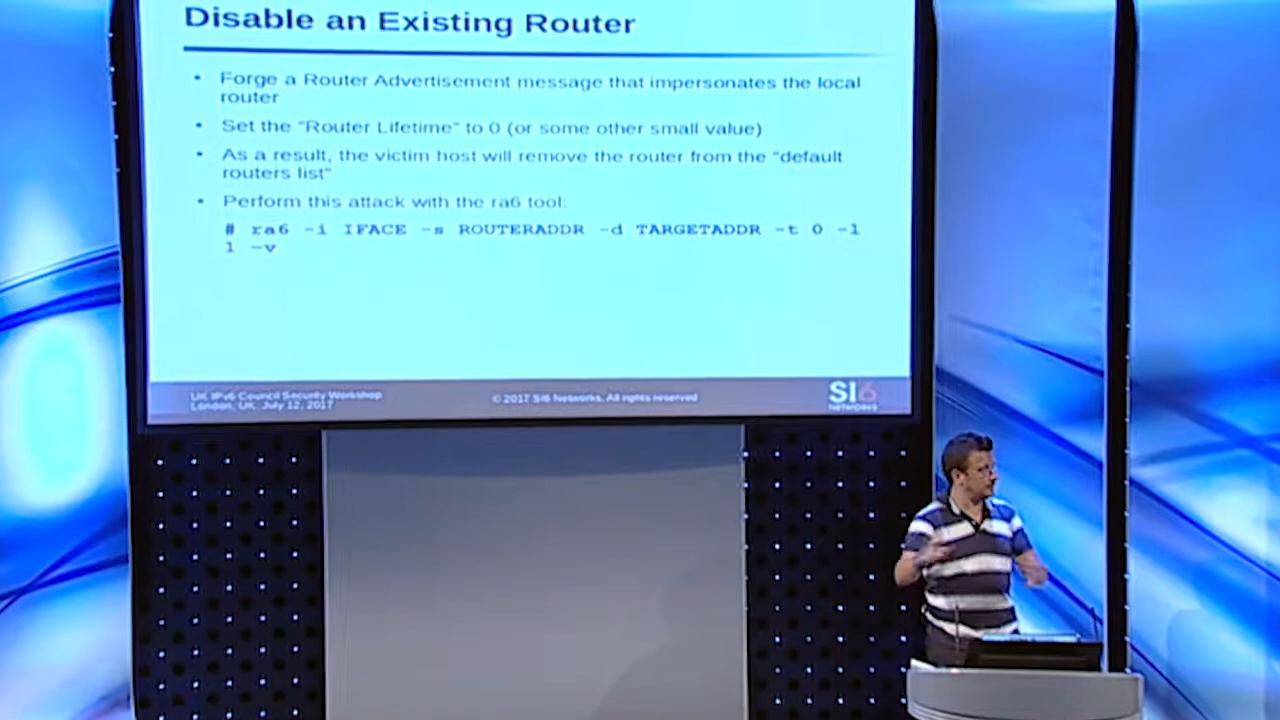 Disable an Existing Router
• Forge a Router Advertisement message that impersonates the local
router
• Set the "Router Lifetime" to 0 (or some other small value)
• As a result, the victim host will remove the router from the "default
routers list"
• Perform this attack with the ra6 tool:
# ra6 -i IFACE -s ROUTERADDR -d TARGETADDR -t 0 -l
1 -v
UK IPv6 Council Security Workshop
London, UK. July 12, 2017
© 2017 SI6 Networks. All rights reserved
SI6
NETWORKS